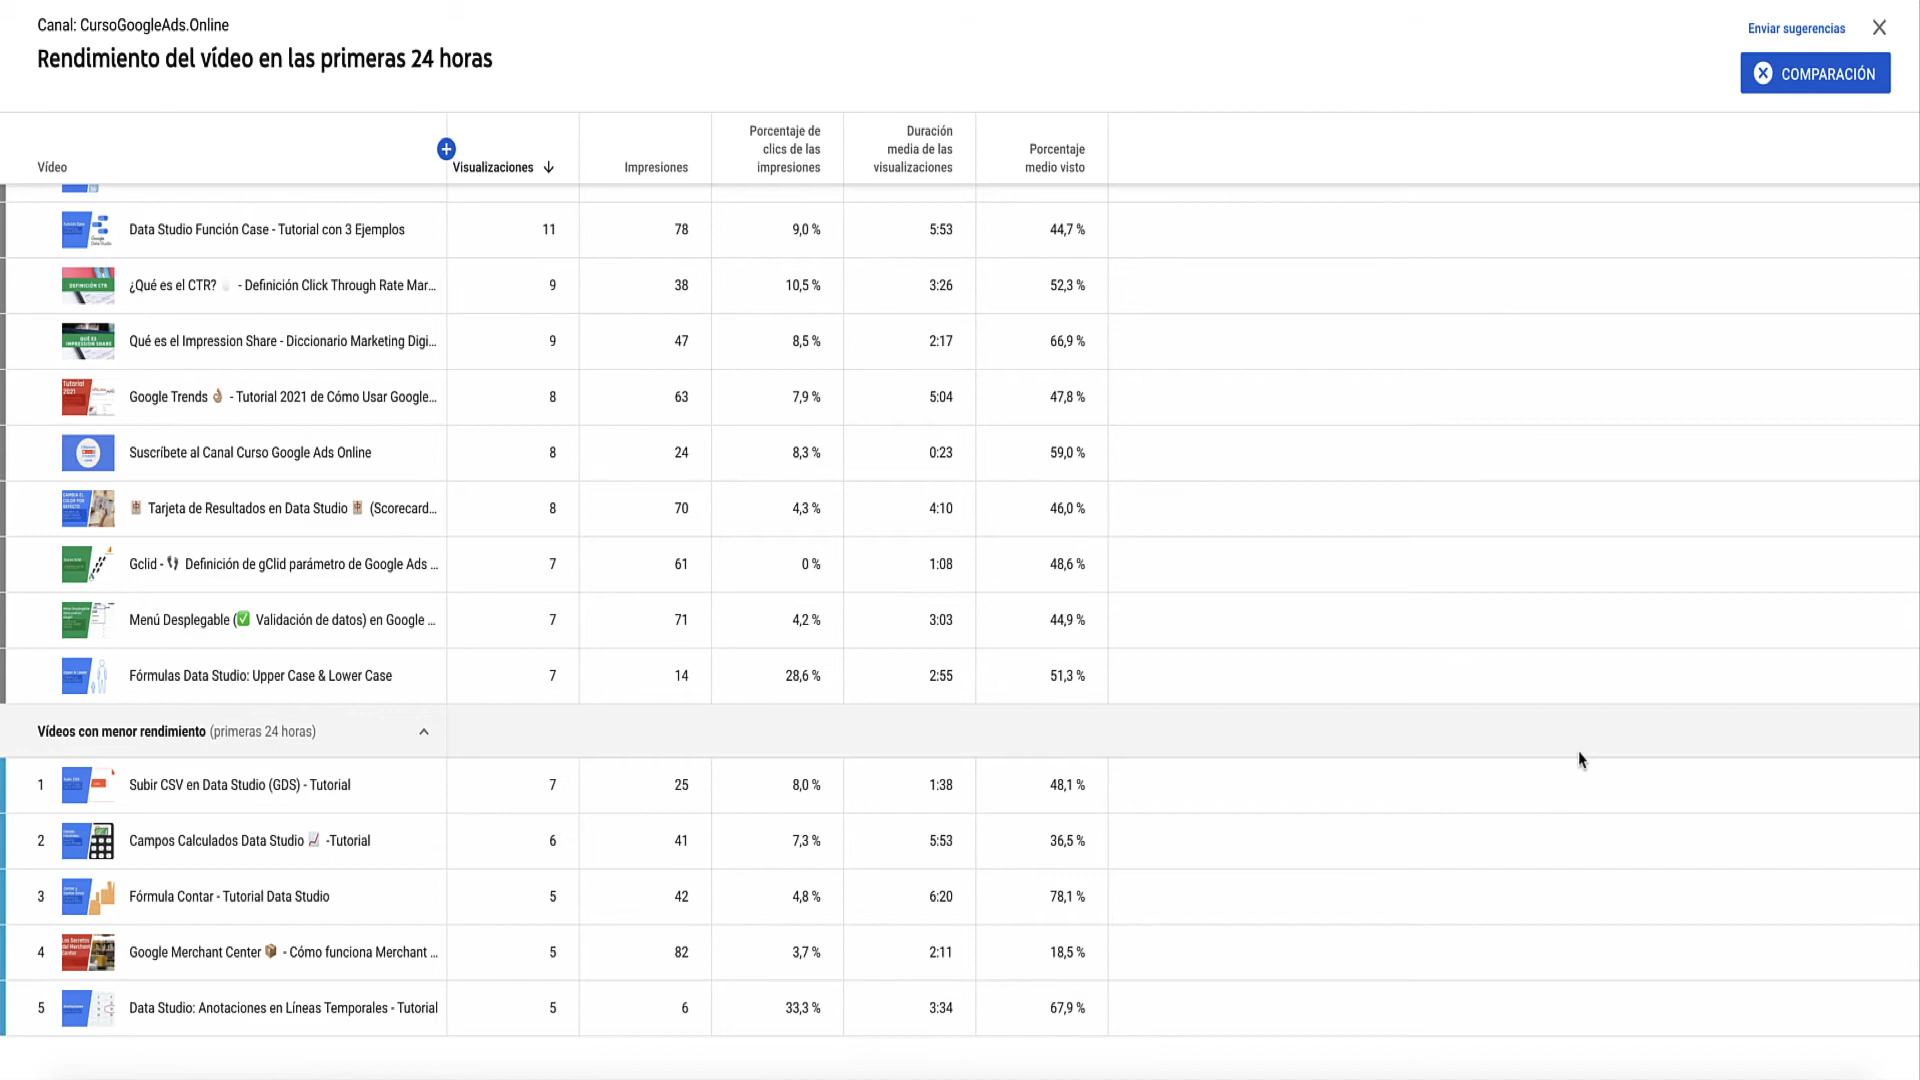 Canal: CursoGoogleAds.Online
Rendimiento del vídeo en las primeras 24 horas
Enviar sugerencias
COMPARACIÓN
Vídeo
Visualizaciones
Impresiones
Porcentaje de
clics de las
impresiones
Duración
media de las
visualizaciones
Porcentaje
medio visto
Data Studio Función Case - Tutorial con 3 Ejemplos 11 78 9,0 % 5:53 44,7 %
DEFINICIÓN CTR
¿Qué es el CTR? - Definición Click Through Rate Mar... 9 38 10,5 % 3:26 52,3 %
QUÉ ES
IMPRESSION SHARE
Qué es el Impression Share - Diccionario Marketing Digi... 9 47 8,5 % 2:17 66,9 %
Tutorial
2021
Google Trends 👌🏽 - Tutorial 2021 de Cómo Usar Google... 8 63 7,9 % 5:04 47,8 %
Suscríbete al Canal Curso Google Ads Online 8 24 8,3 % 0:23 59,0 %
🀄 Tarjeta de Resultados en Data Studio 🀄 (Scorecard... 8 70 4,3 % 4:10 46,0 %
Gclid - 👣 Definición de gClid parámetro de Google Ads ... 7 61 0 % 1:08 48,6 %
Menú Desplegable (✅ Validación de datos) en Google ... 7 71 4,2 % 3:03 44,9 %
Fórmulas Data Studio: Upper Case & Lower Case 7 14 28,6 % 2:55 51,3 %
Vídeos con menor rendimiento (primeras 24 horas)
1 Subir CSV en Data Studio (GDS) - Tutorial 7 25 8,0 % 1:38 48,1 %
2 Campos Calculados Data Studio 📈 -Tutorial 6 41 7,3 % 5:53 36,5 %
3 Fórmula Contar - Tutorial Data Studio 5 42 4,8 % 6:20 78,1 %
4 Google Merchant Center 📦 - Cómo funciona Merchant ... 5 82 3,7 % 2:11 18,5 %
5 Data Studio: Anotaciones en Líneas Temporales - Tutorial 5 6 33,3 % 3:34 67,9 %